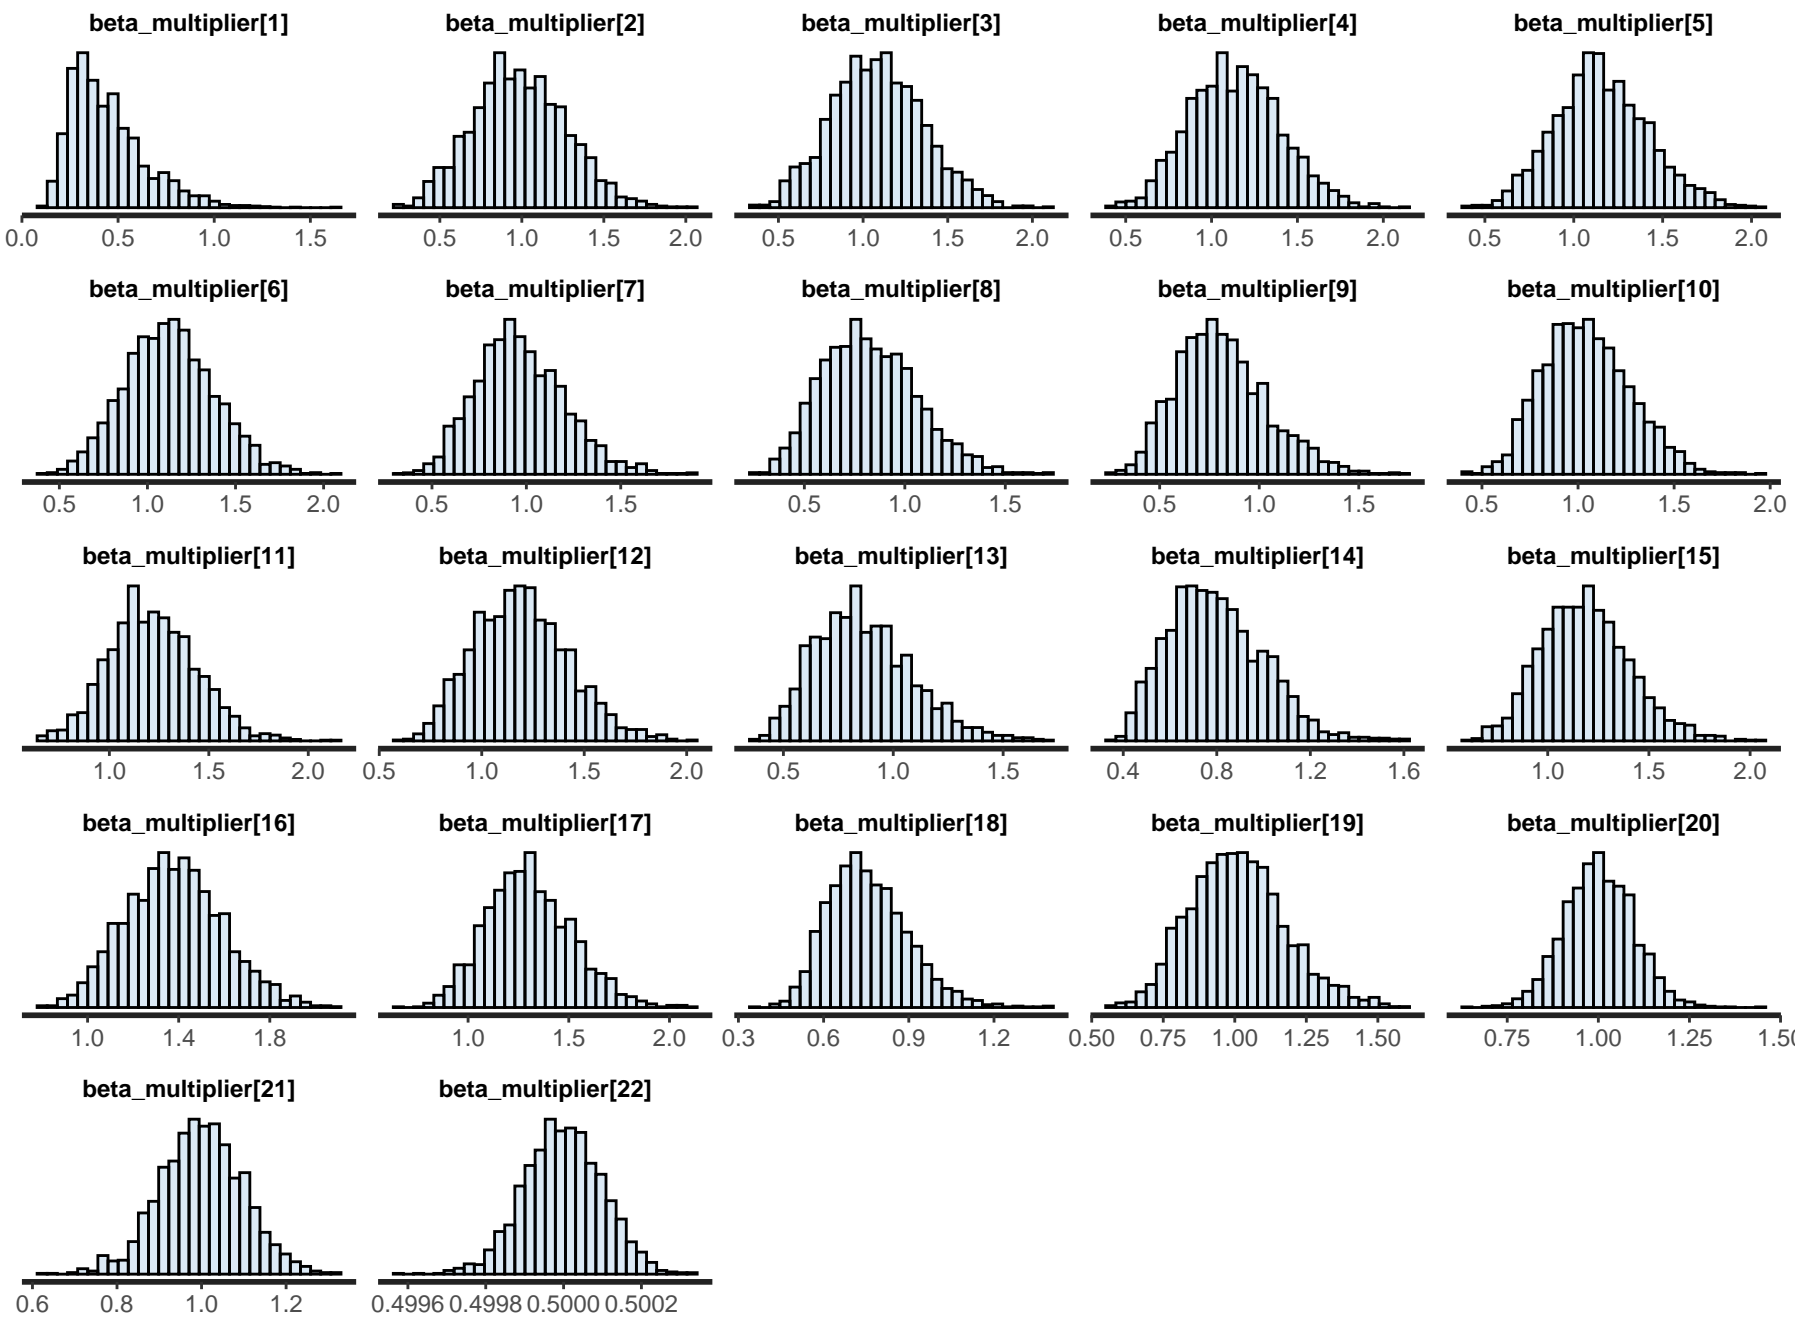 beta_multiplier[1] beta_multiplier[2] beta_multiplier[3] beta_multiplier[4] beta_multiplier[5]
0.0 0.5 1.0 1.5 0.5 1.0 1.5 2.0 0.5 1.0 1.5 2.0 0.5 1.0 1.5 2.0 0.5 1.0 1.5 2.0
beta_multiplier[6] beta_multiplier[7] beta_multiplier[8] beta_multiplier[9] beta_multiplier[10]
0.5 1.0 1.5 2.0 0.5 1.0 1.5 0.5 1.0 1.5 0.5 1.0 1.5 0.5 1.0 1.5 2.0
beta_multiplier[11] beta_multiplier[12] beta_multiplier[13] beta_multiplier[14] beta_multiplier[15]
1.0 1.5 2.0 0.5 1.0 1.5 2.0 0.5 1.0 1.5 0.4 0.8 1.2 1.6 1.0 1.5 2.0
beta_multiplier[16] beta_multiplier[17] beta_multiplier[18] beta_multiplier[19] beta_multiplier[20]
1.0 1.4 1.8 1.0 1.5 2.0 0.3 0.6 0.9 1.2 0.50 0.75 1.00 1.25 1.50 0.75 1.00 1.25 1.50
beta_multiplier[21] beta_multiplier[22]
0.6 0.8 1.0 1.2 0.4996 0.4998 0.5000 0.5002